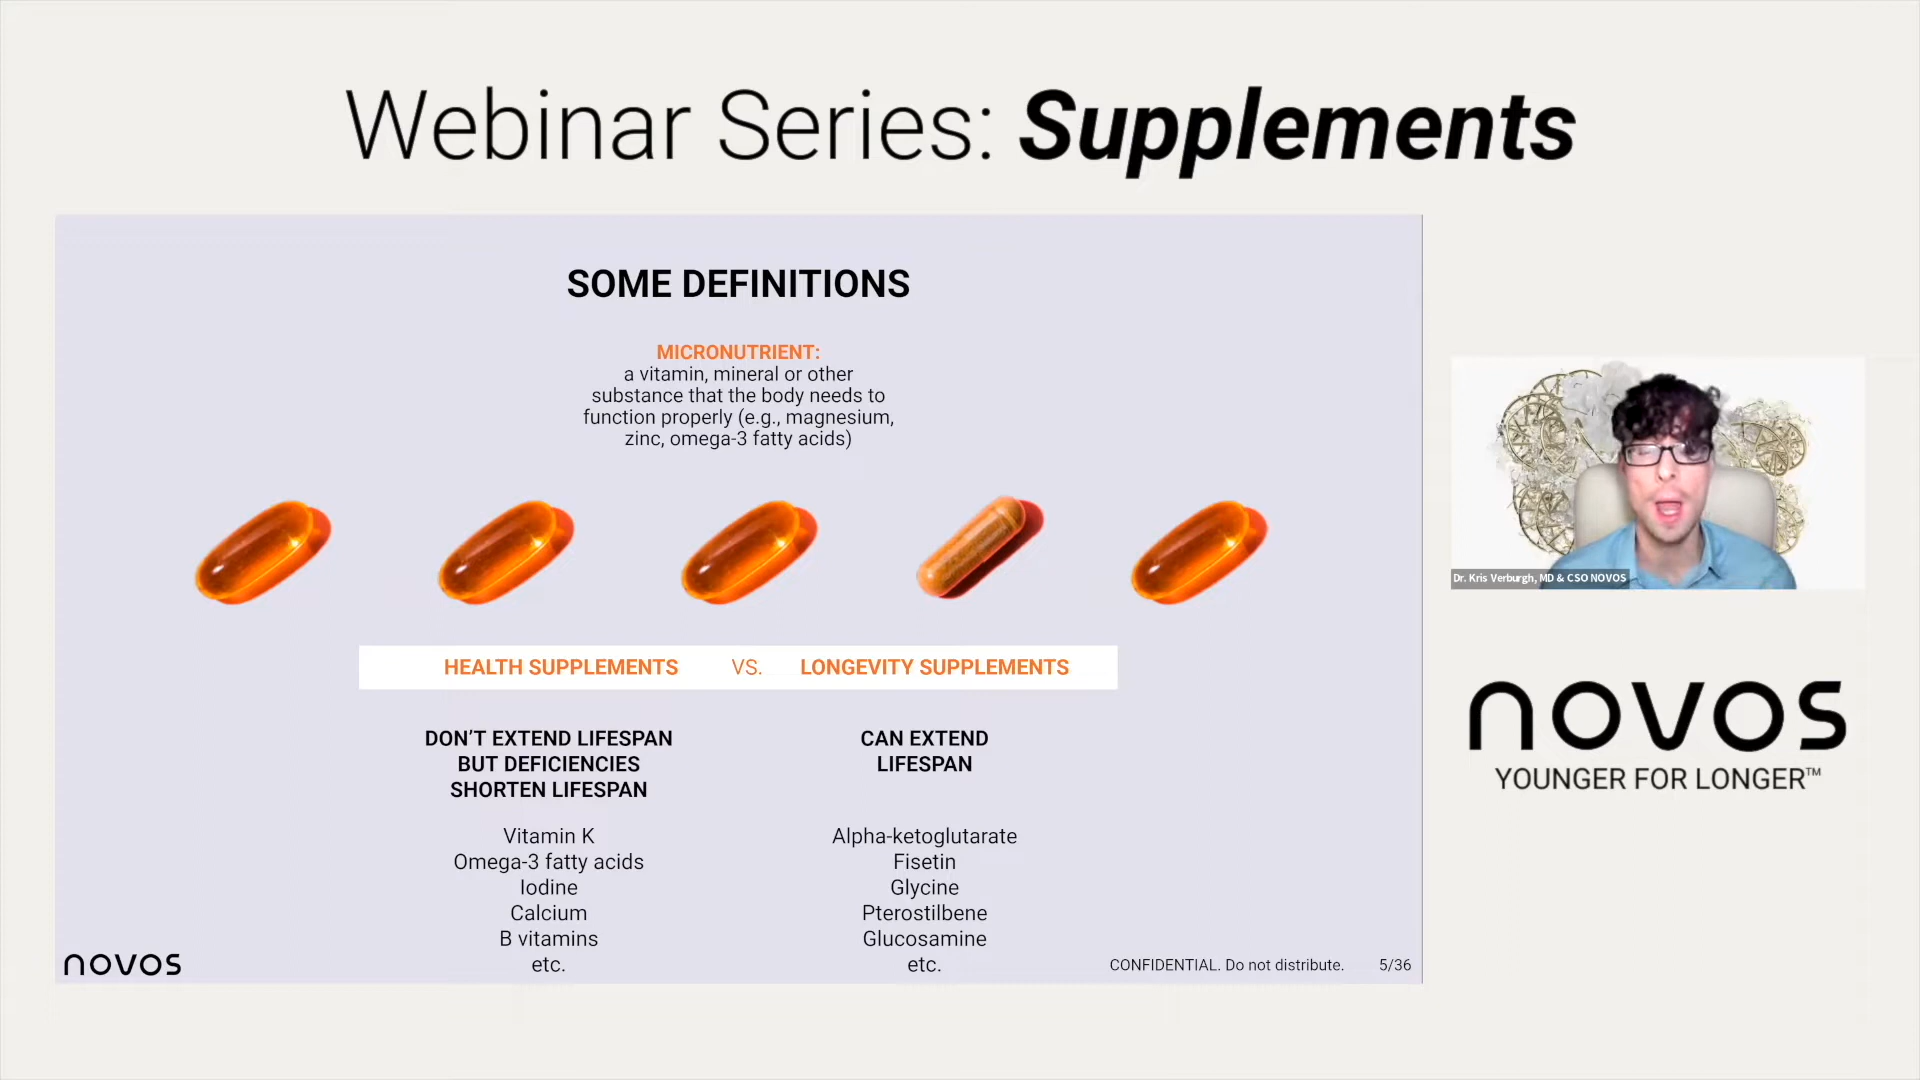 Webinar Series: Supplements
SOME DEFINITIONS
MICRONUTRIENT:
a vitamin, mineral or other
substance that the body needs to
function properly (e.g., magnesium,
zinc, omega-3 fatty acids)
HEALTH SUPPLEMENTS VS. LONGEVITY SUPPLEMENTS
DON'T EXTEND LIFESPAN
BUT DEFICIENCIES
SHORTEN LIFESPAN
Vitamin K
Omega-3 fatty acids
Iodine
Calcium
B vitamins
etc.
CAN EXTEND
LIFESPAN
Alpha-ketoglutarate
Fisetin
Glycine
Pterostilbene
Glucosamine
etc.
novos
CONFIDENTIAL. Do not distribute. 5/36
Dr. Kris Verburgh, MD & CSO NOVOS
novos
YOUNGER FOR LONGER™